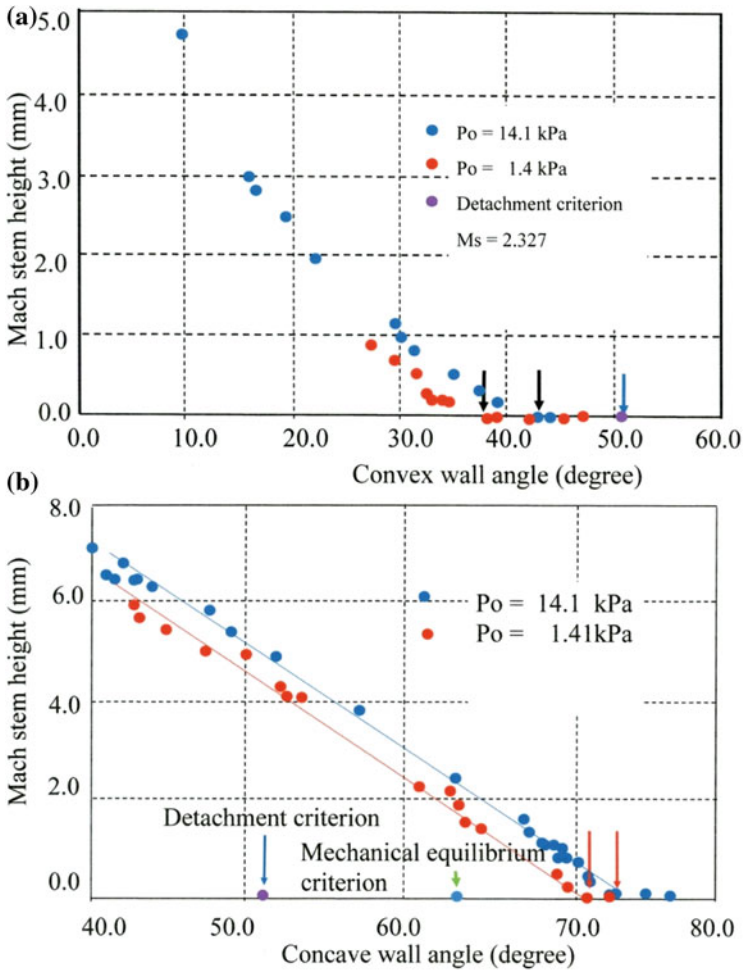 (a)
5.0
4.0
3.0
2.0
1.0
0.0
Mach stem height (mm)
Po = 14.1 kPa
Po = 1.4 kPa
Detachment criterion
Ms = 2.327
0.0 10.0 20.0 30.0 40.0 50.0 60.0
Convex wall angle (degree)
(b)
8.0
6.0
4.0
2.0
0.0
Mach stem height (mm)
Po = 14.1 kPa
Po = 1.41kPa
Detachment criterion
Mechanical equilibrium
criterion
40.0 50.0 60.0 70.0 80.0
Concave wall angle (degree)